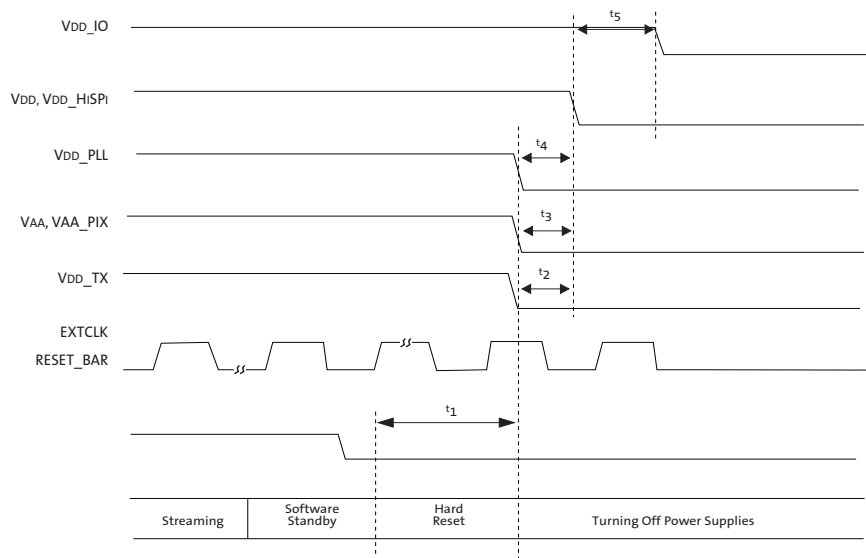 VDD_IO
t5
VDD, VDD_HiSPi
VDD_PLL
t4
VAA, VAA_PIX
t3
VDD_TX
t2
EXTCLK
RESET_BAR
t1
Streaming
Software
Standby
Hard
Reset
Turning Off Power Supplies